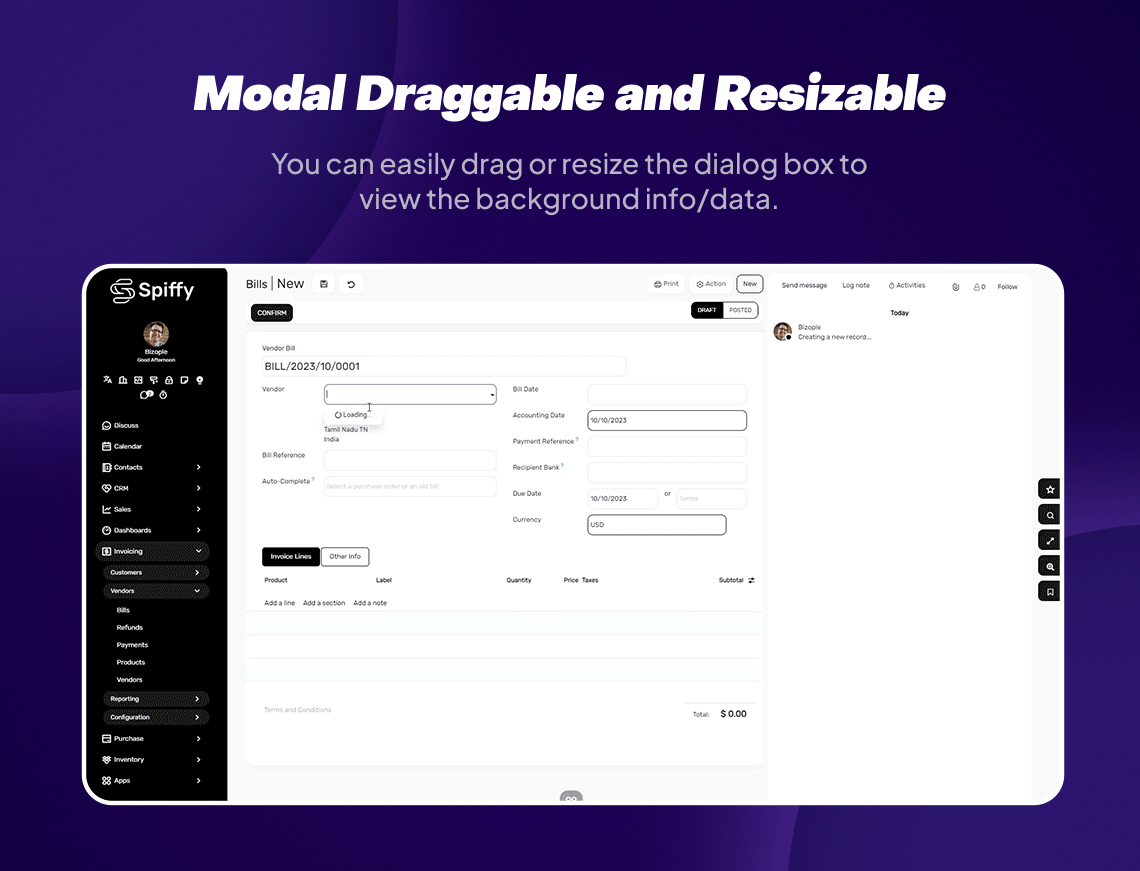 Modal Draggable and Resizable
You can easily drag or resize the dialog box to
view the background info/data.
Spiffy
Bizople
Good Afternoon
2
Discuss
Calendar
Contacts
CRM
Sales
Dashboards
Invoicing
Customers
Vendors
Bills
Refunds
Payments
Products
Vendors
Reporting
Configuration
Purchase
Inventory
Apps
Bills | New
Print
Action
New
CONFIRM
DRAFT
POSTED
Vendor Bill
BILL/2023/10/0001
Vendor
Loading...
Tamil Nadu TN
India
Bill Reference
Auto-Complete ?
Select a purchase order or an old bill
Bill Date
Accounting Date
10/10/2023
Payment Reference ?
Recipient Bank ?
Due Date
10/10/2023
or
Terms
Currency
USD
Invoice Lines
Other Info
Product
Label
Quantity
Price
Taxes
Subtotal
Add a line
Add a section
Add a note
Terms and Conditions
Total:
$ 0.00
Send message
Log note
Activities
0
Follow
Today
Bizople
Creating a new record...